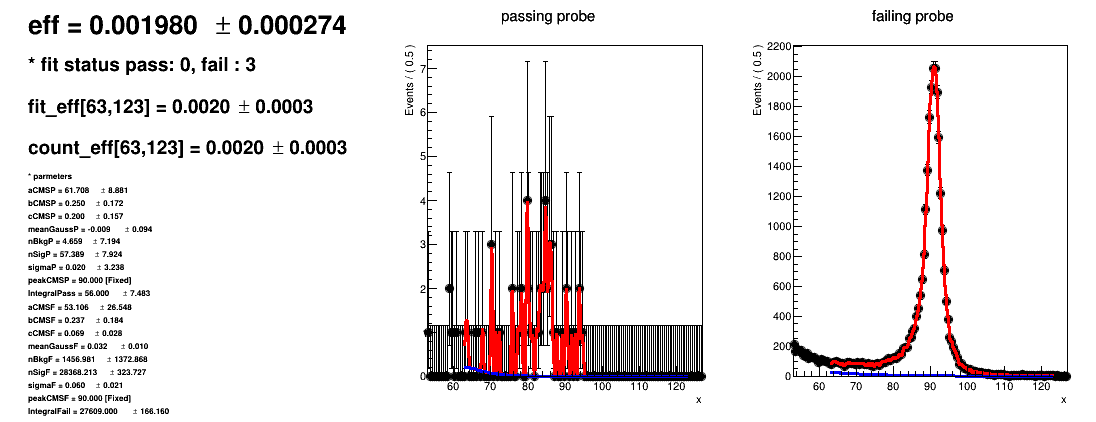 eff = 0.001980 ± 0.000274
* fit status pass: 0, fail : 3
fit_eff[63,123] = 0.0020 ± 0.0003
count_eff[63,123] = 0.0020 ± 0.0003
* parmeters
aCMSP = 61.708 ± 8.881
bCMSP = 0.250 ± 0.172
cCMSP = 0.200 ± 0.157
meanGaussP = -0.009 ± 0.094
nBkgP = 4.659 ± 7.194
nSigP = 57.389 ± 7.924
sigmaP = 0.020 ± 3.238
peakCMSP = 90.000 [Fixed]
IntegralPass = 56.000 ± 7.483
aCMSF = 53.106 ± 26.548
bCMSF = 0.237 ± 0.184
cCMSF = 0.069 ± 0.028
meanGaussF = 0.032 ± 0.010
nBkgF = 1456.981 ± 1372.868
nSigF = 28368.213 ± 323.727
sigmaF = 0.060 ± 0.021
peakCMSF = 90.000 [Fixed]
IntegralFail = 27609.000 ± 166.160
passing probe
Events / ( 0.5 )
7
6
5
4
3
2
1
0
60 70 80 90 100 110 120
x
failing probe
Events / ( 0.5 )
2200
2000
1800
1600
1400
1200
1000
800
600
400
200
0
60 70 80 90 100 110 120
x